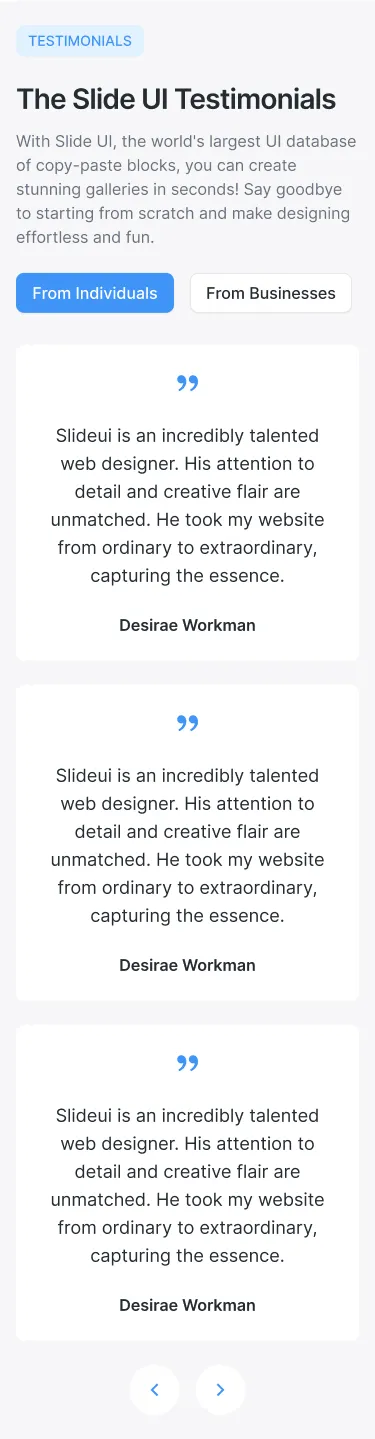 TESTIMONIALS
The Slide UI Testimonials
With Slide UI, the world's largest UI database
of copy-paste blocks, you can create
stunning galleries in seconds! Say goodbye
to starting from scratch and make designing
effortless and fun.
From Individuals
From Businesses
”
Slideui is an incredibly talented
web designer. His attention to
detail and creative flair are
unmatched. He took my website
from ordinary to extraordinary,
capturing the essence.
Desirae Workman
”
Slideui is an incredibly talented
web designer. His attention to
detail and creative flair are
unmatched. He took my website
from ordinary to extraordinary,
capturing the essence.
Desirae Workman
”
Slideui is an incredibly talented
web designer. His attention to
detail and creative flair are
unmatched. He took my website
from ordinary to extraordinary,
capturing the essence.
Desirae Workman